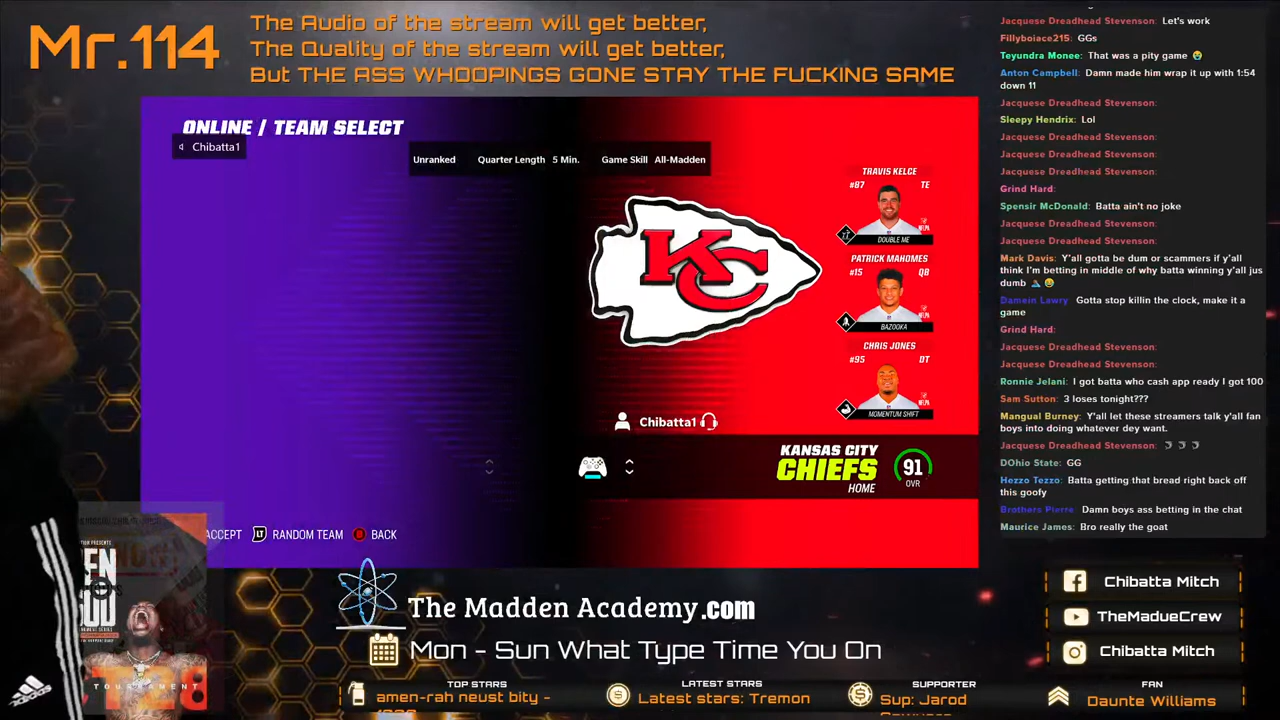 Mr.114
The Audio of the stream will get better,
The Quality of the stream will get better,
But THE ASS WHOOPINGS GONE STAY THE FUCKING SAME
ONLINE / TEAM SELECT
Chibatta1
Unranked Quarter Length 5 Min. Game Skill All-Madden
KC
TRAVIS KELCE
#87 TE
DOUBLE ME
PATRICK MAHOMES
#15 QB
BAZOOKA
CHRIS JONES
#95 DT
MOMENTUM SHIFT
Chibatta1
KANSAS CITY
CHIEFS
HOME
91
OVR
ACCEPT LT RANDOM TEAM B BACK
Jacquese Dreadhead Stevenson: Let's work
Fillyboiace215: GGs
Teyundra Monee: That was a pity game
Anton Campbell: Damn made him wrap it up with 1:54
down 11
Jacquese Dreadhead Stevenson:
Sleepy Hendrix: Lol
Jacquese Dreadhead Stevenson:
Jacquese Dreadhead Stevenson:
Jacquese Dreadhead Stevenson:
Grind Hard:
Spensir McDonald: Batta ain't no joke
Jacquese Dreadhead Stevenson:
Jacquese Dreadhead Stevenson:
Mark Davis: Y'all gotta be dum or scammers if y'all
think I'm betting in middle of why batta winning y'all jus
dumb
Damein Lawry Gotta stop killin the clock, make it a
game
Grind Hard:
Jacquese Dreadhead Stevenson:
Jacquese Dreadhead Stevenson:
Ronnie Jelani: I got batta who cash app ready I got 100
Sam Sutton: 3 loses tonight???
Mangual Burney: Y'all let these streamers talk y'all fan
boys into doing whatever dey want.
Jacquese Dreadhead Stevenson:
DOhio State: GG
Hezzo Tezzo: Batta getting that bread right back off
this goofy
Brothers Pierre: Damn boys ass betting in the chat
Maurice James: Bro really the goat
The Madden Academy.com
Mon - Sun What Type Time You On
Chibatta Mitch
TheMadueCrew
Chibatta Mitch
TOP STARS
amen-rah neust bity -
LATEST STARS
Latest stars: Tremon
SUPPORTER
Sup: Jarod
FAN
Daunte Williams
TOURNAMENT